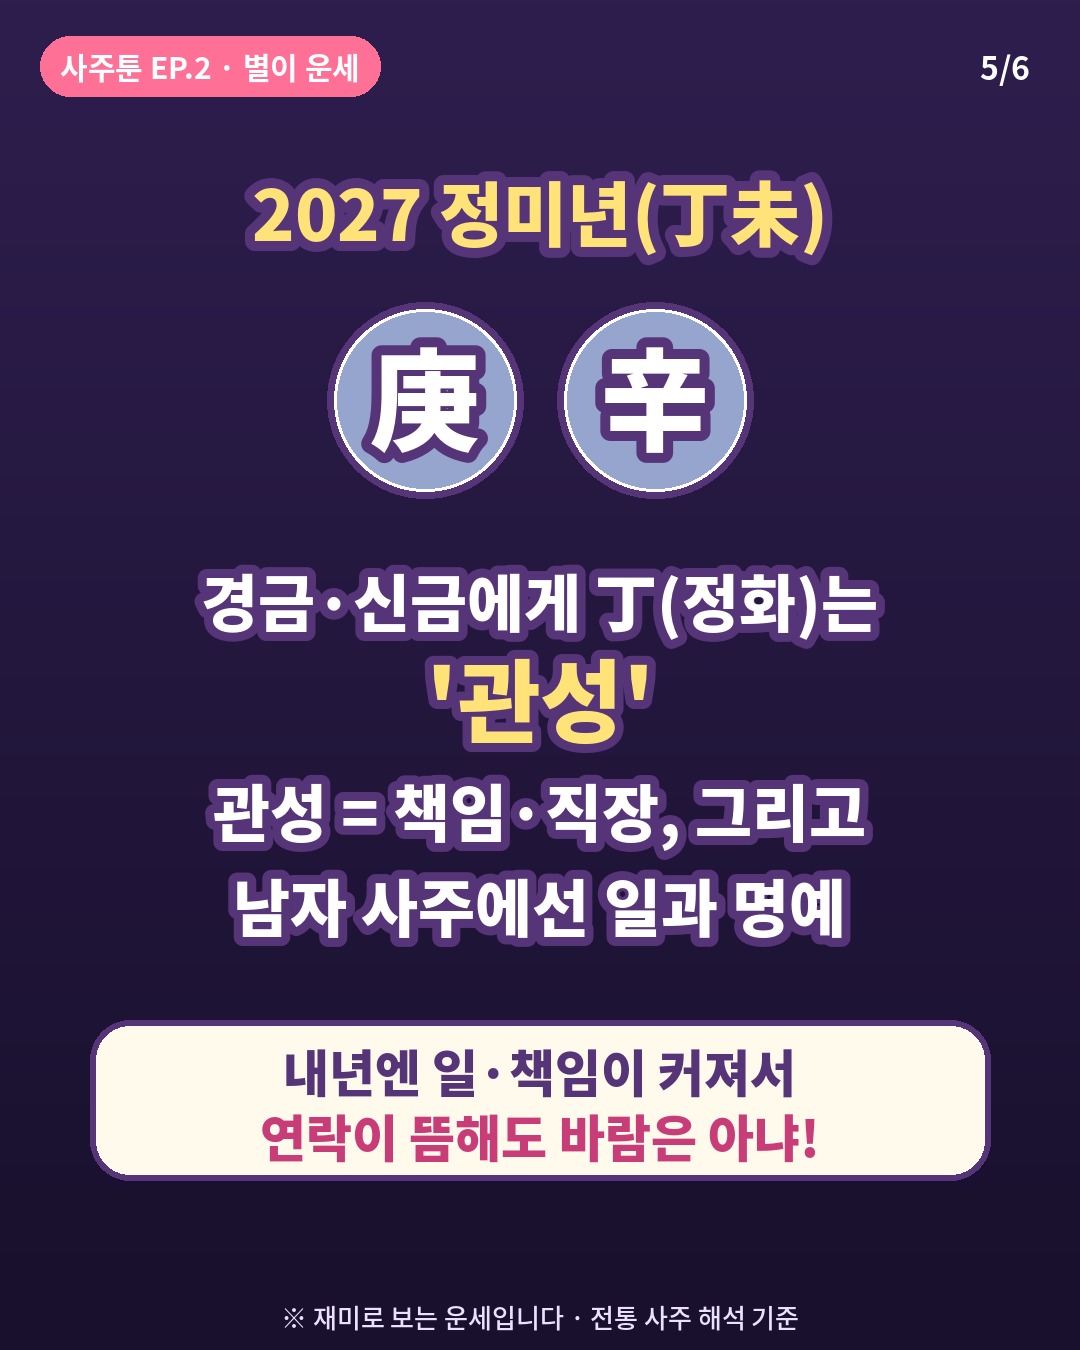 사주툰 EP.2 · 별이 운세
5/6
2027 정미년(丁未)
庚 辛
경금·신금에게 丁(정화)는
'관성'
관성 = 책임·직장, 그리고
남자 사주에선 일과 명예
내년엔 일·책임이 커져서
연락이 뜸해도 바람은 아냐!
※ 재미로 보는 운세입니다 · 전통 사주 해석 기준